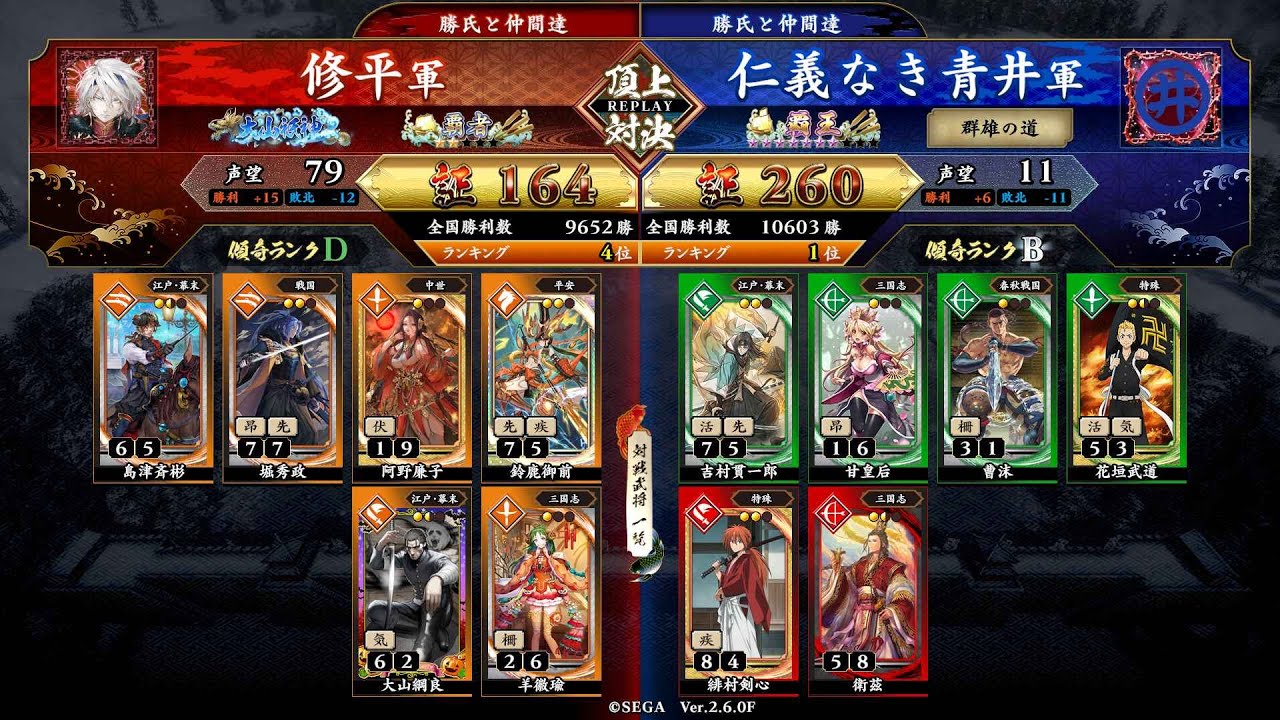 勝氏と仲間達
勝氏と仲間達
修平軍
頂上
REPLAY
対決
仁義なき青井軍
井
覇者
覇王
群雄の道
声望 79
勝利 +15 敗北 -12
証 164
証 260
声望 11
勝利 +6 敗北 -11
全国勝利数 9652勝
全国勝利数 10603勝
傾奇ランクD
ランキング 4位
ランキング 1位
傾奇ランクB
江戸・幕末
戦国
中世
平安
江戸・幕末
三国志
春秋戦国
特殊
昂 先
伏
先 疾
活 先
昂
柵
活 気
6 5
7 7
1 9
7 5
7 5
1 6
3 1
5 3
島津斉彬
堀秀政
阿野廉子
鈴鹿御前
吉村貫一郎
甘皇后
曹沫
花垣武道
対戦武将一覧
江戸・幕末
三国志
特殊
三国志
気
柵
疾
6 2
2 6
8 4
5 8
大山綱良
羊徽瑜
緋村剣心
衛茲
©SEGA Ver.2.6.0F